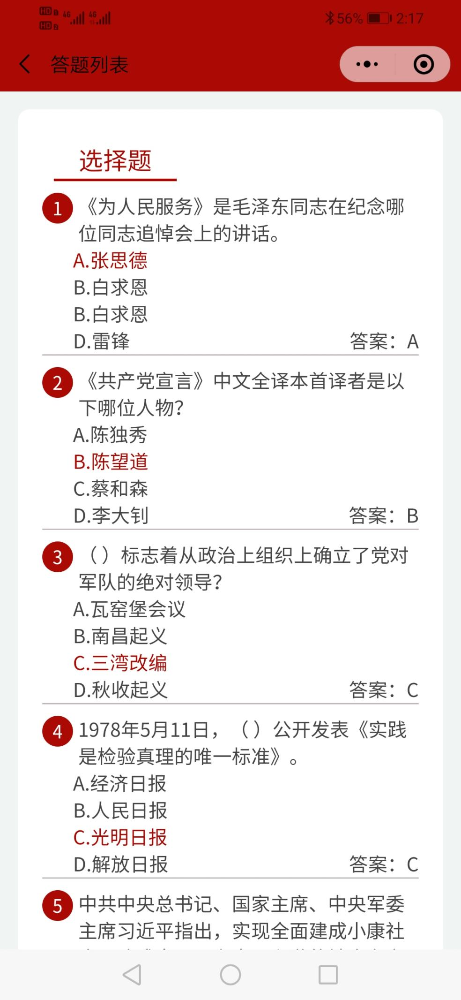 HD 1 4G 4G
HD 2
56% 2:17
答题列表
选择题
1 《为人民服务》是毛泽东同志在纪念哪
位同志追悼会上的讲话。
A.张思德
B.白求恩
B.白求恩
D.雷锋 答案：A
2 《共产党宣言》中文全译本首译者是以
下哪位人物？
A.陈独秀
B.陈望道
C.蔡和森
D.李大钊 答案：B
3 （ ）标志着从政治上组织上确立了党对
军队的绝对领导？
A.瓦窑堡会议
B.南昌起义
C.三湾改编
D.秋收起义 答案：C
4 1978年5月11日，（ ）公开发表《实践
是检验真理的唯一标准》。
A.经济日报
B.人民日报
C.光明日报
D.解放日报 答案：C
5 中共中央总书记、国家主席、中央军委
主席习近平指出，实现全面建成小康社